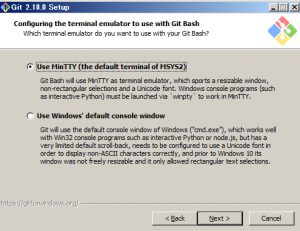 Git 2.18.0 Setup
Configuring the terminal emulator to use with Git Bash
Which terminal emulator do you want to use with your Git Bash?
Use MinTTY (the default terminal of MSYS2)
Git Bash will use MinTTY as terminal emulator, which sports a resizable window,
non-rectangular selections and a Unicode font. Windows console programs (such
as interactive Python) must be launched via `winpty` to work in MinTTY.
Use Windows' default console window
Git will use the default console window of Windows ("cmd.exe"), which works well
with Win32 console programs such as interactive Python or node.js, but has a
very limited default scroll-back, needs to be configured to use a Unicode font in
order to display non-ASCII characters correctly, and prior to Windows 10 its
window was not freely resizable and it only allowed rectangular text selections.
https://gitforwindows.org/
< Back
Next >
Cancel